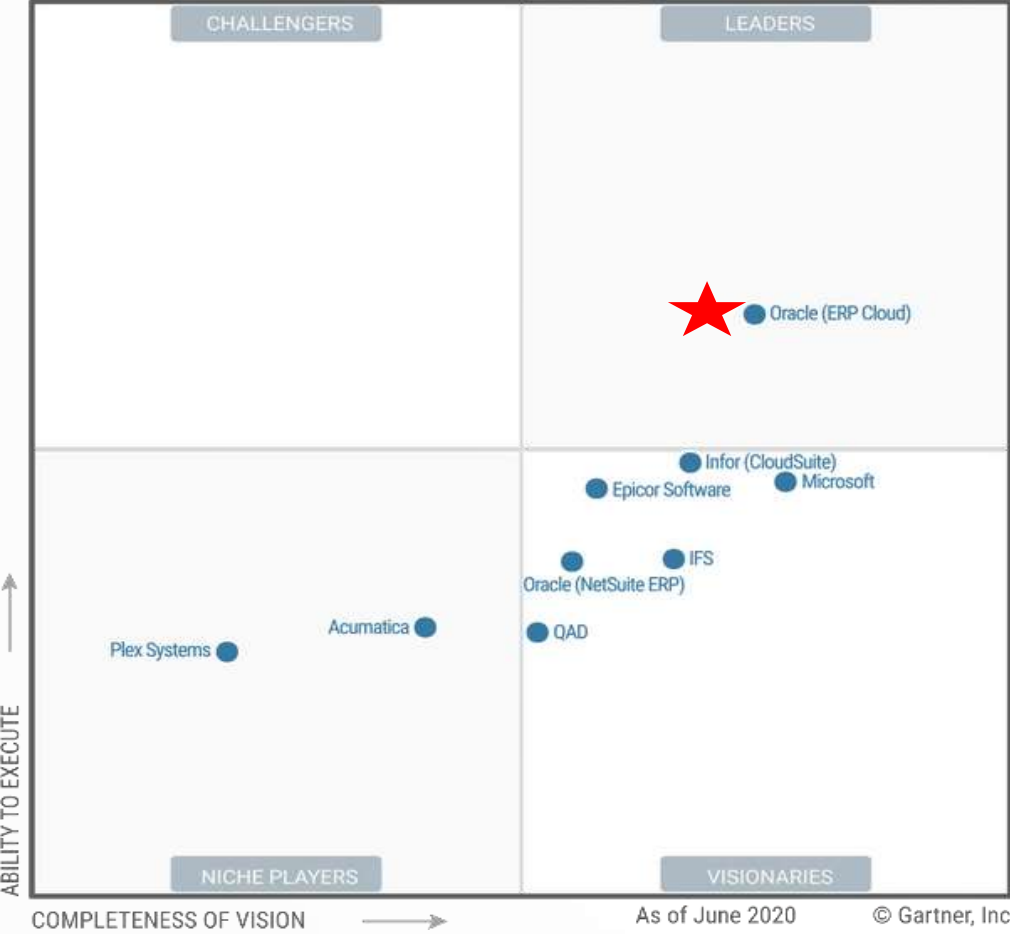 CHALLENGERS
LEADERS
Oracle (ERP Cloud)
Infor (CloudSuite)
Microsoft
Epicor Software
IFS
Oracle (NetSuite ERP)
Acumatica
QAD
Plex Systems
ABILITY TO EXECUTE
NICHE PLAYERS
VISIONARIES
COMPLETENESS OF VISION
As of June 2020
© Gartner, Inc